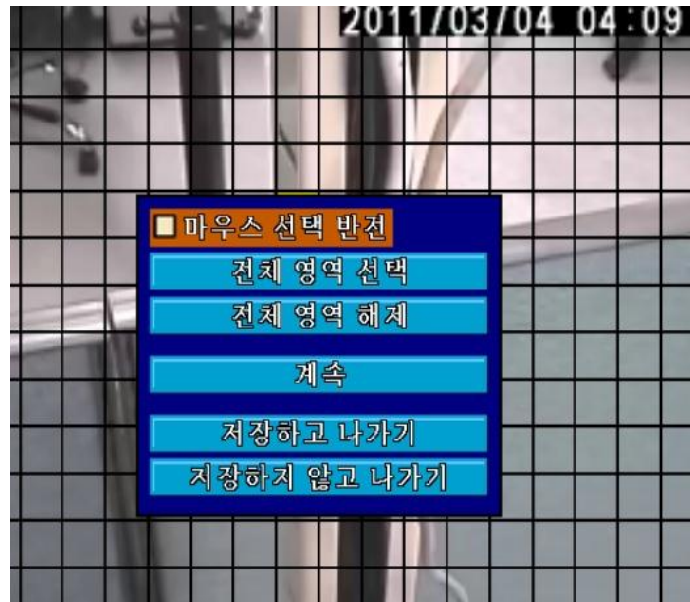 2011/03/04 04:09
마우스 선택 반전
전체 영역 선택
전체 영역 해제
계속
저장하고 나가기
저장하지 않고 나가기